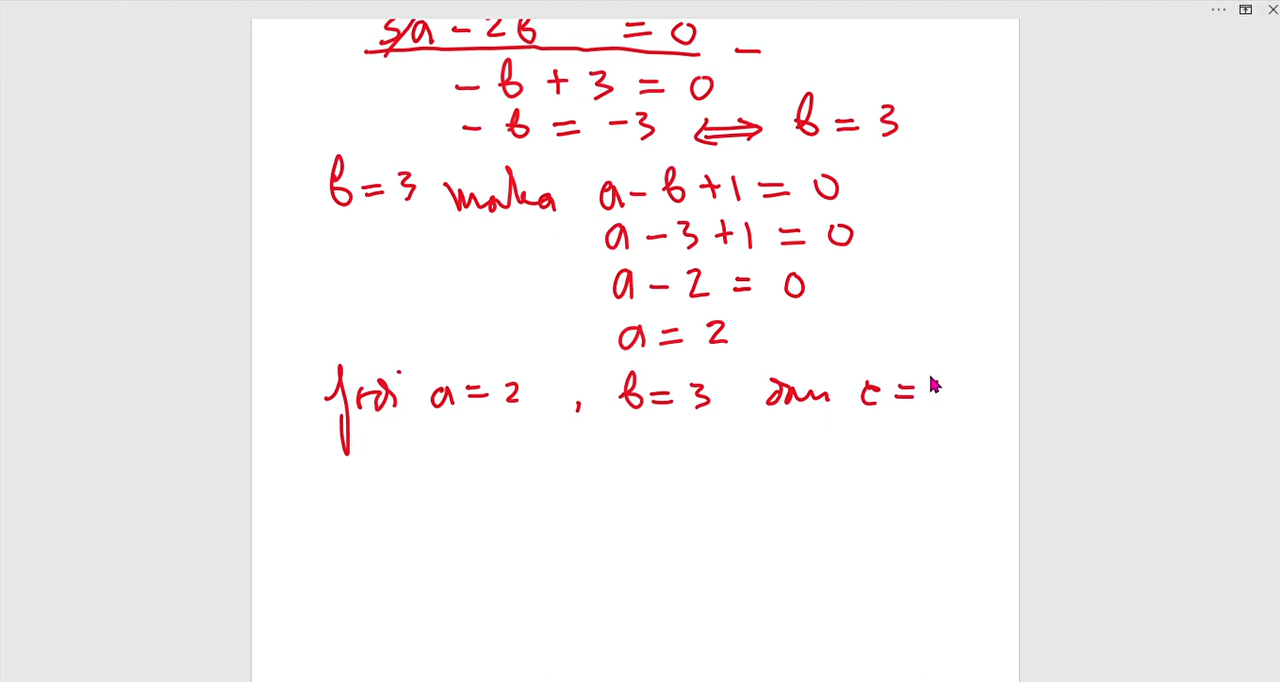 3a - 2b = 0 -
- b + 3 = 0
- b = -3 ⟺ b = 3
b = 3 maka a - b + 1 = 0
a - 3 + 1 = 0
a - 2 = 0
a = 2
jadi a = 2 , b = 3 dan c =